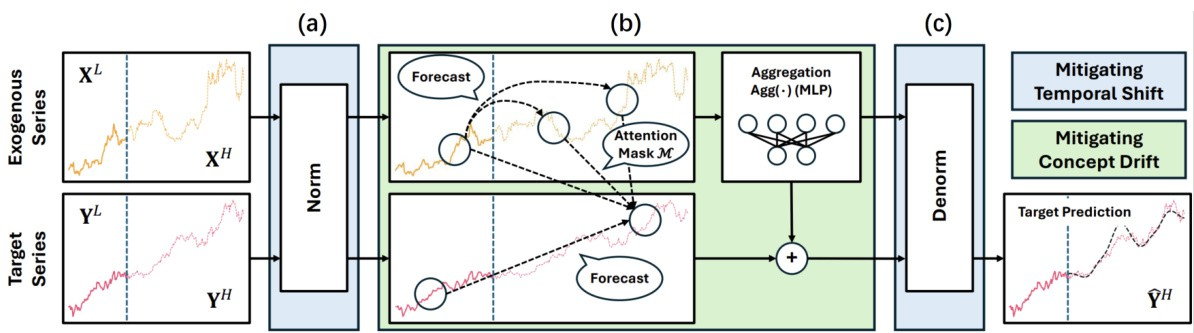 (a)
(b)
(c)
Exogenous
Series
X^L
X^H
Target
Series
Y^L
Y^H
Norm
Forecast
Attention
Mask ℳ
Forecast
Aggregation
Agg(·) (MLP)
+
Denorm
Mitigating
Temporal Shift
Mitigating
Concept Drift
Target Prediction
Ŷ^H